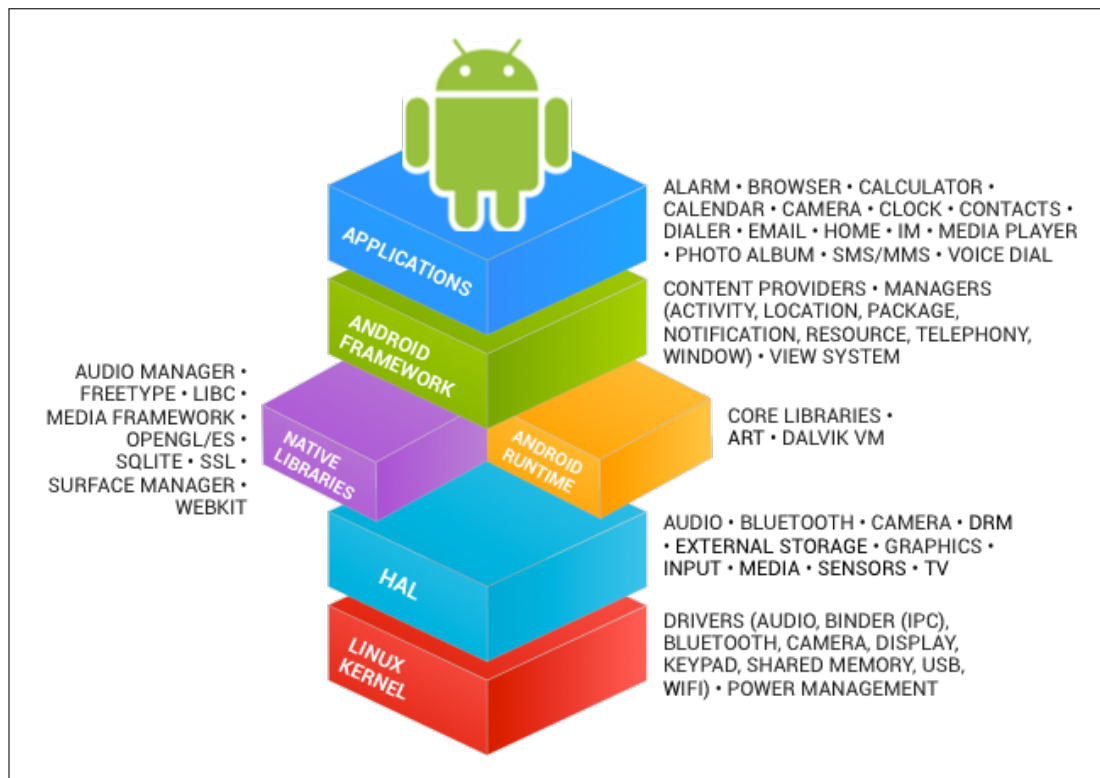 ALARM • BROWSER • CALCULATOR •
CALENDAR • CAMERA • CLOCK • CONTACTS •
DIALER • EMAIL • HOME • IM • MEDIA PLAYER
• PHOTO ALBUM • SMS/MMS • VOICE DIAL
APPLICATIONS
CONTENT PROVIDERS • MANAGERS
(ACTIVITY, LOCATION, PACKAGE,
NOTIFICATION, RESOURCE, TELEPHONY,
WINDOW) • VIEW SYSTEM
ANDROID
FRAMEWORK
AUDIO MANAGER •
FREETYPE • LIBC •
MEDIA FRAMEWORK •
OPENGL/ES •
SQLITE • SSL •
SURFACE MANAGER •
WEBKIT
NATIVE
LIBRARIES
ANDROID
RUNTIME
CORE LIBRARIES •
ART • DALVIK VM
AUDIO • BLUETOOTH • CAMERA • DRM
• EXTERNAL STORAGE • GRAPHICS •
INPUT • MEDIA • SENSORS • TV
HAL
DRIVERS (AUDIO, BINDER (IPC),
BLUETOOTH, CAMERA, DISPLAY,
KEYPAD, SHARED MEMORY, USB,
WIFI) • POWER MANAGEMENT
LINUX
KERNEL